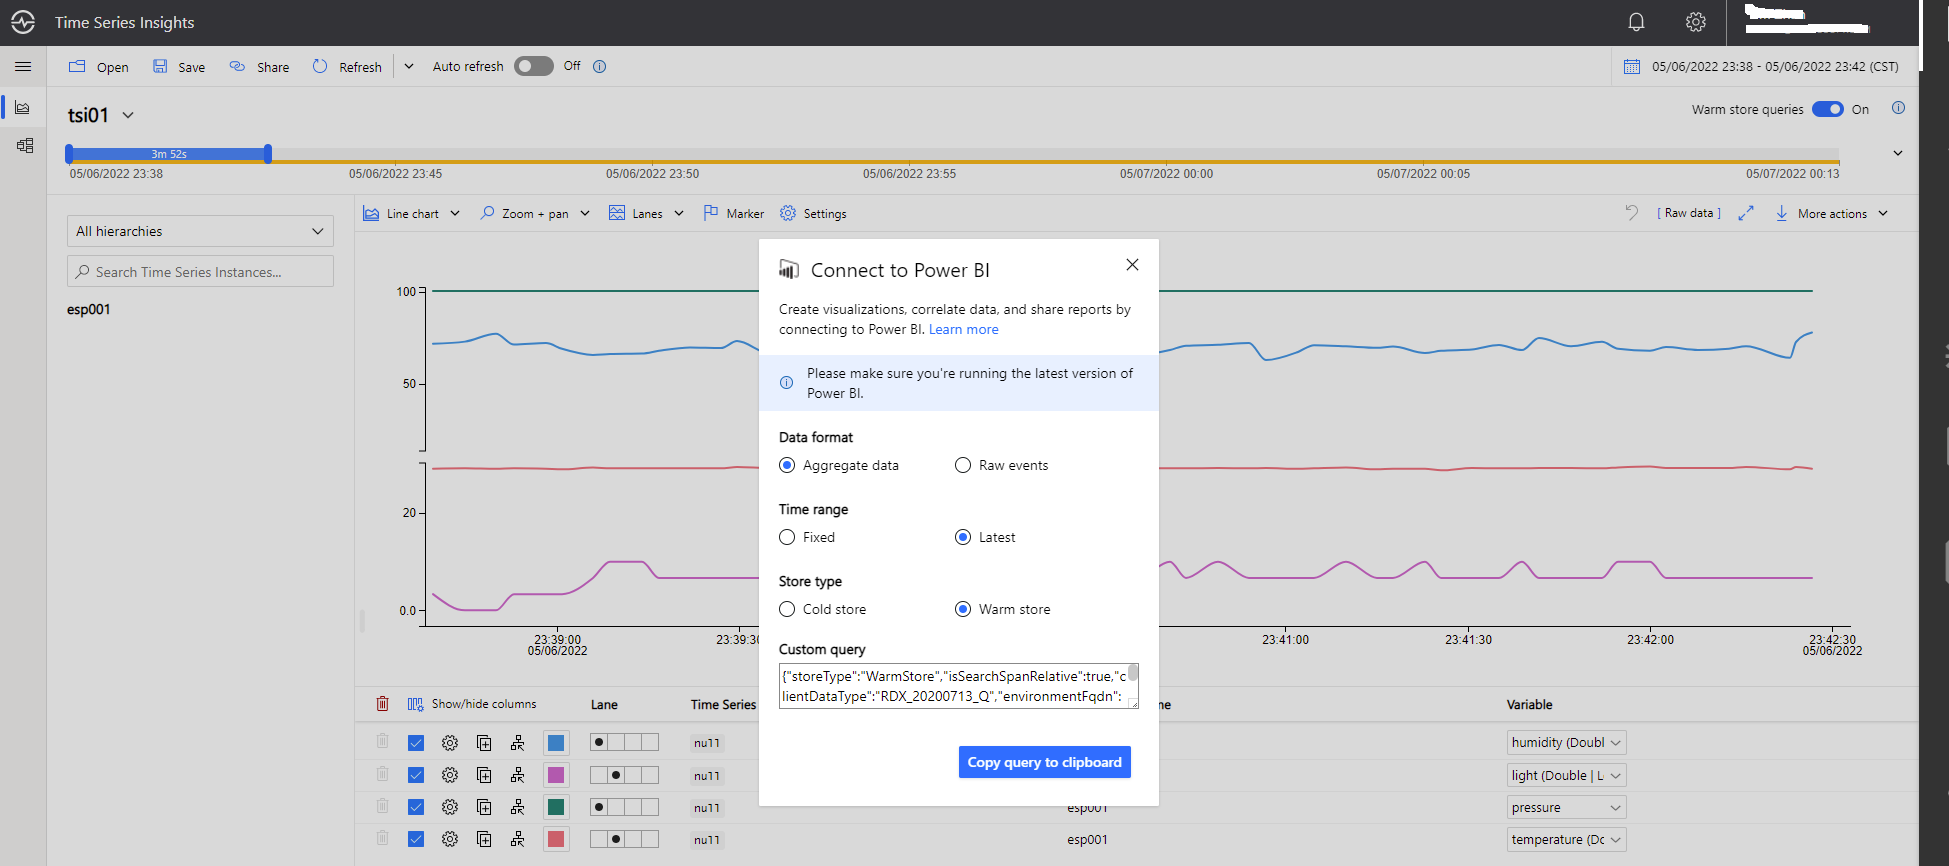 Time Series Insights
Open Save Share Refresh Auto refresh Off
05/06/2022 23:38 - 05/06/2022 23:42 (CST)
tsi01
Warm store queries On
3m 52s
05/06/2022 23:38 05/06/2022 23:45 05/06/2022 23:50 05/06/2022 23:55 05/07/2022 00:00 05/07/2022 00:05 05/07/2022 00:13
All hierarchies
Search Time Series Instances...
esp001
Line chart Zoom + pan Lanes Marker Settings
[ Raw data ] More actions
100
50
20
0.0
23:39:00 23:41:00 23:41:30 23:42:00 23:42:30
05/06/2022 05/06/2022
Connect to Power BI
Create visualizations, correlate data, and share reports by
connecting to Power BI. Learn more
Please make sure you're running the latest version of
Power BI.
Data format
Aggregate data Raw events
Time range
Fixed Latest
Store type
Cold store Warm store
Custom query
{"storeType":"WarmStore","isSearchSpanRelative":true,"c
lientDataType":"RDX_20200713_Q","environmentFqdn":
Copy query to clipboard
Show/hide columns Lane Time Series Variable
null humidity (Doubl
null light (Double | L
null esp001 pressure
null esp001 temperature (Dc